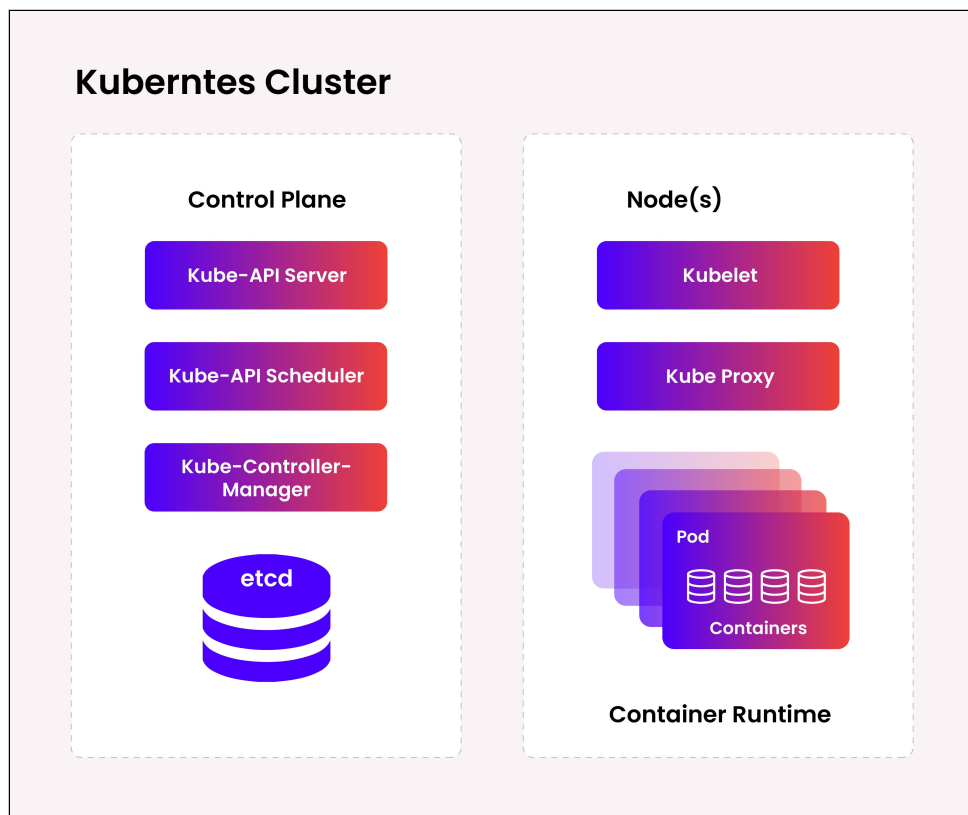 Kuberntes Cluster
Control Plane
Kube-API Server
Kube-API Scheduler
Kube-Controller-
Manager
etcd
Node(s)
Kubelet
Kube Proxy
Pod
Containers
Container Runtime